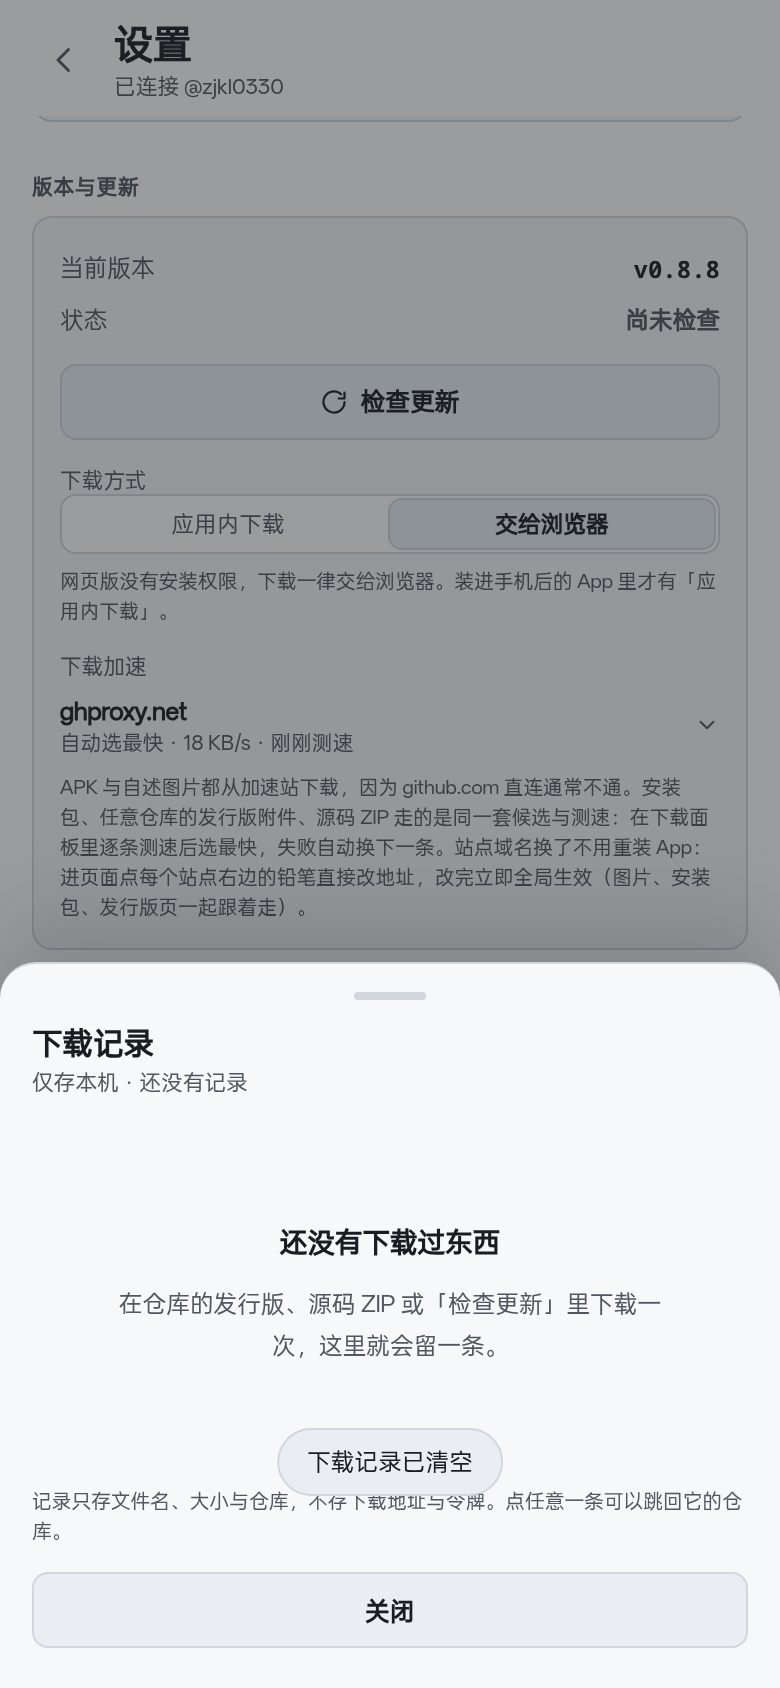 设置
已连接 @zjkl0330
版本与更新
当前版本 v0.8.8
状态 尚未检查
检查更新
下载方式
应用内下载 交给浏览器
网页版没有安装权限，下载一律交给浏览器。装进手机后的 App 里才有「应
用内下载」。
下载加速
ghproxy.net
自动选最快 · 18 KB/s · 刚刚测速
APK 与自述图片都从加速站下载，因为 github.com 直连通常不通。安装
包、任意仓库的发行版附件、源码 ZIP 走的是同一套候选与测速：在下载面
板里逐条测速后选最快，失败自动换下一条。站点域名换了不用重装 App：
进页面点每个站点右边的铅笔直接改地址，改完立即全局生效（图片、安装
包、发行版页一起跟着走）。
下载记录
仅存本机 · 还没有记录
还没有下载过东西
在仓库的发行版、源码 ZIP 或「检查更新」里下载一
次，这里就会留一条。
下载记录已清空
记录只存文件名、大小与仓库，不存下载地址与令牌。点任意一条可以跳回它的仓
库。
关闭